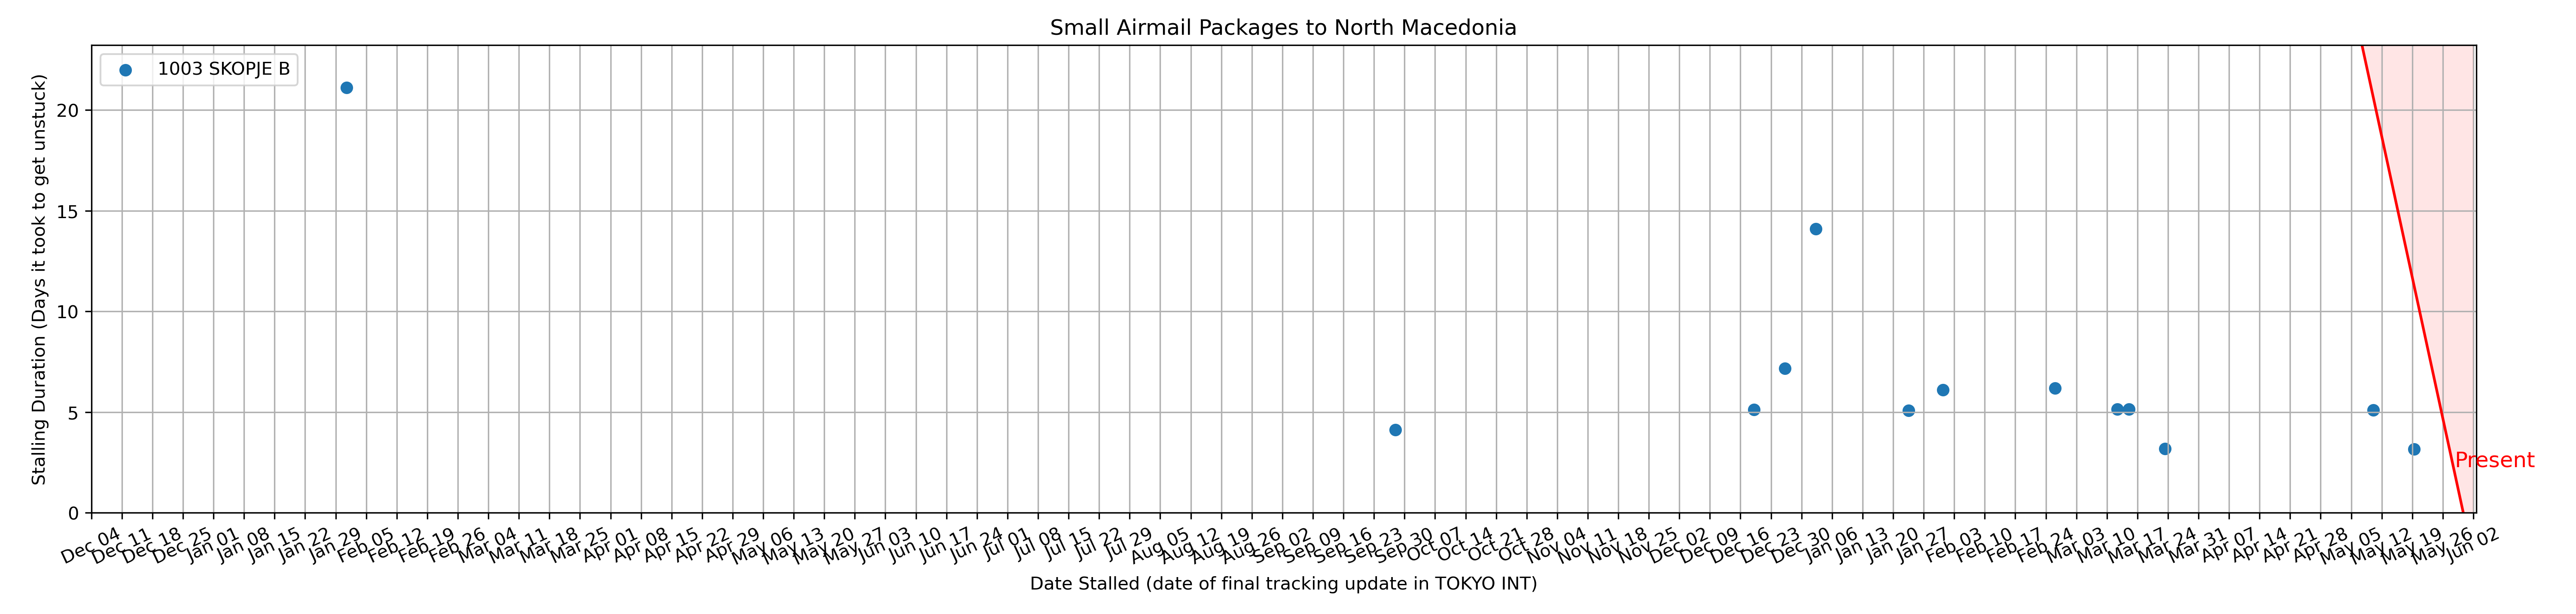 Small Airmail Packages to North Macedonia
1003 SKOPJE B
Stalling Duration (Days it took to get unstuck)
20
15
10
5
0
Present
Dec 04 Dec 11 Dec 18 Dec 25 Jan 01 Jan 08 Jan 15 Jan 22 Jan 29 Feb 05 Feb 12 Feb 19 Feb 26 Mar 04 Mar 11 Mar 18 Mar 25 Apr 01 Apr 08 Apr 15 Apr 22 Apr 29 May 06 May 13 May 20 May 27 Jun 03 Jun 10 Jun 17 Jun 24 Jul 01 Jul 08 Jul 15 Jul 22 Jul 29 Aug 05 Aug 12 Aug 19 Aug 26 Sep 02 Sep 09 Sep 16 Sep 23 Sep 30 Oct 07 Oct 14 Oct 21 Oct 28 Nov 04 Nov 11 Nov 18 Nov 25 Dec 02 Dec 09 Dec 16 Dec 23 Dec 30 Jan 06 Jan 13 Jan 20 Jan 27 Feb 03 Feb 10 Feb 17 Feb 24 Mar 03 Mar 10 Mar 17 Mar 24 Mar 31 Apr 07 Apr 14 Apr 21 Apr 28 May 05 May 12 May 19 May 26 Jun 02
Date Stalled (date of final tracking update in TOKYO INT)